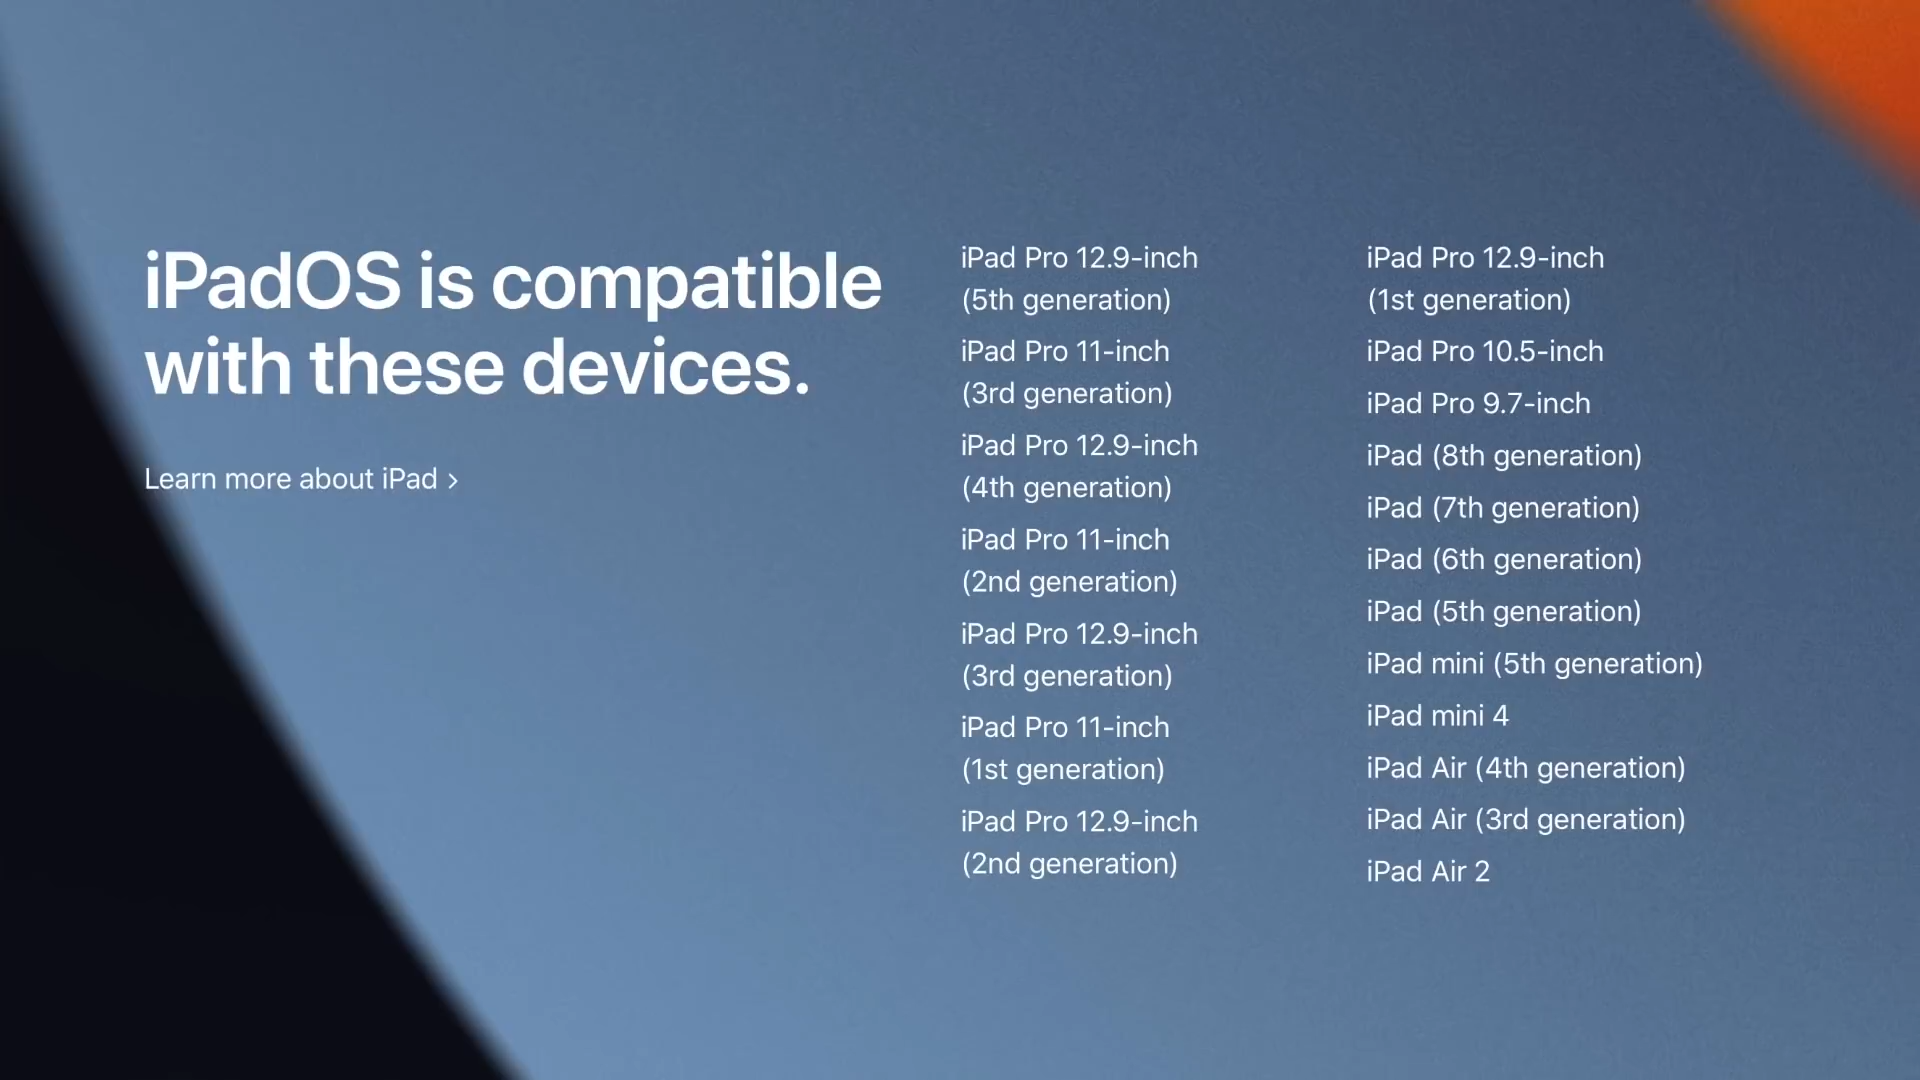 iPadOS is compatible
with these devices.
Learn more about iPad ›
iPad Pro 12.9-inch
(5th generation)
iPad Pro 11-inch
(3rd generation)
iPad Pro 12.9-inch
(4th generation)
iPad Pro 11-inch
(2nd generation)
iPad Pro 12.9-inch
(3rd generation)
iPad Pro 11-inch
(1st generation)
iPad Pro 12.9-inch
(2nd generation)
iPad Pro 12.9-inch
(1st generation)
iPad Pro 10.5-inch
iPad Pro 9.7-inch
iPad (8th generation)
iPad (7th generation)
iPad (6th generation)
iPad (5th generation)
iPad mini (5th generation)
iPad mini 4
iPad Air (4th generation)
iPad Air (3rd generation)
iPad Air 2